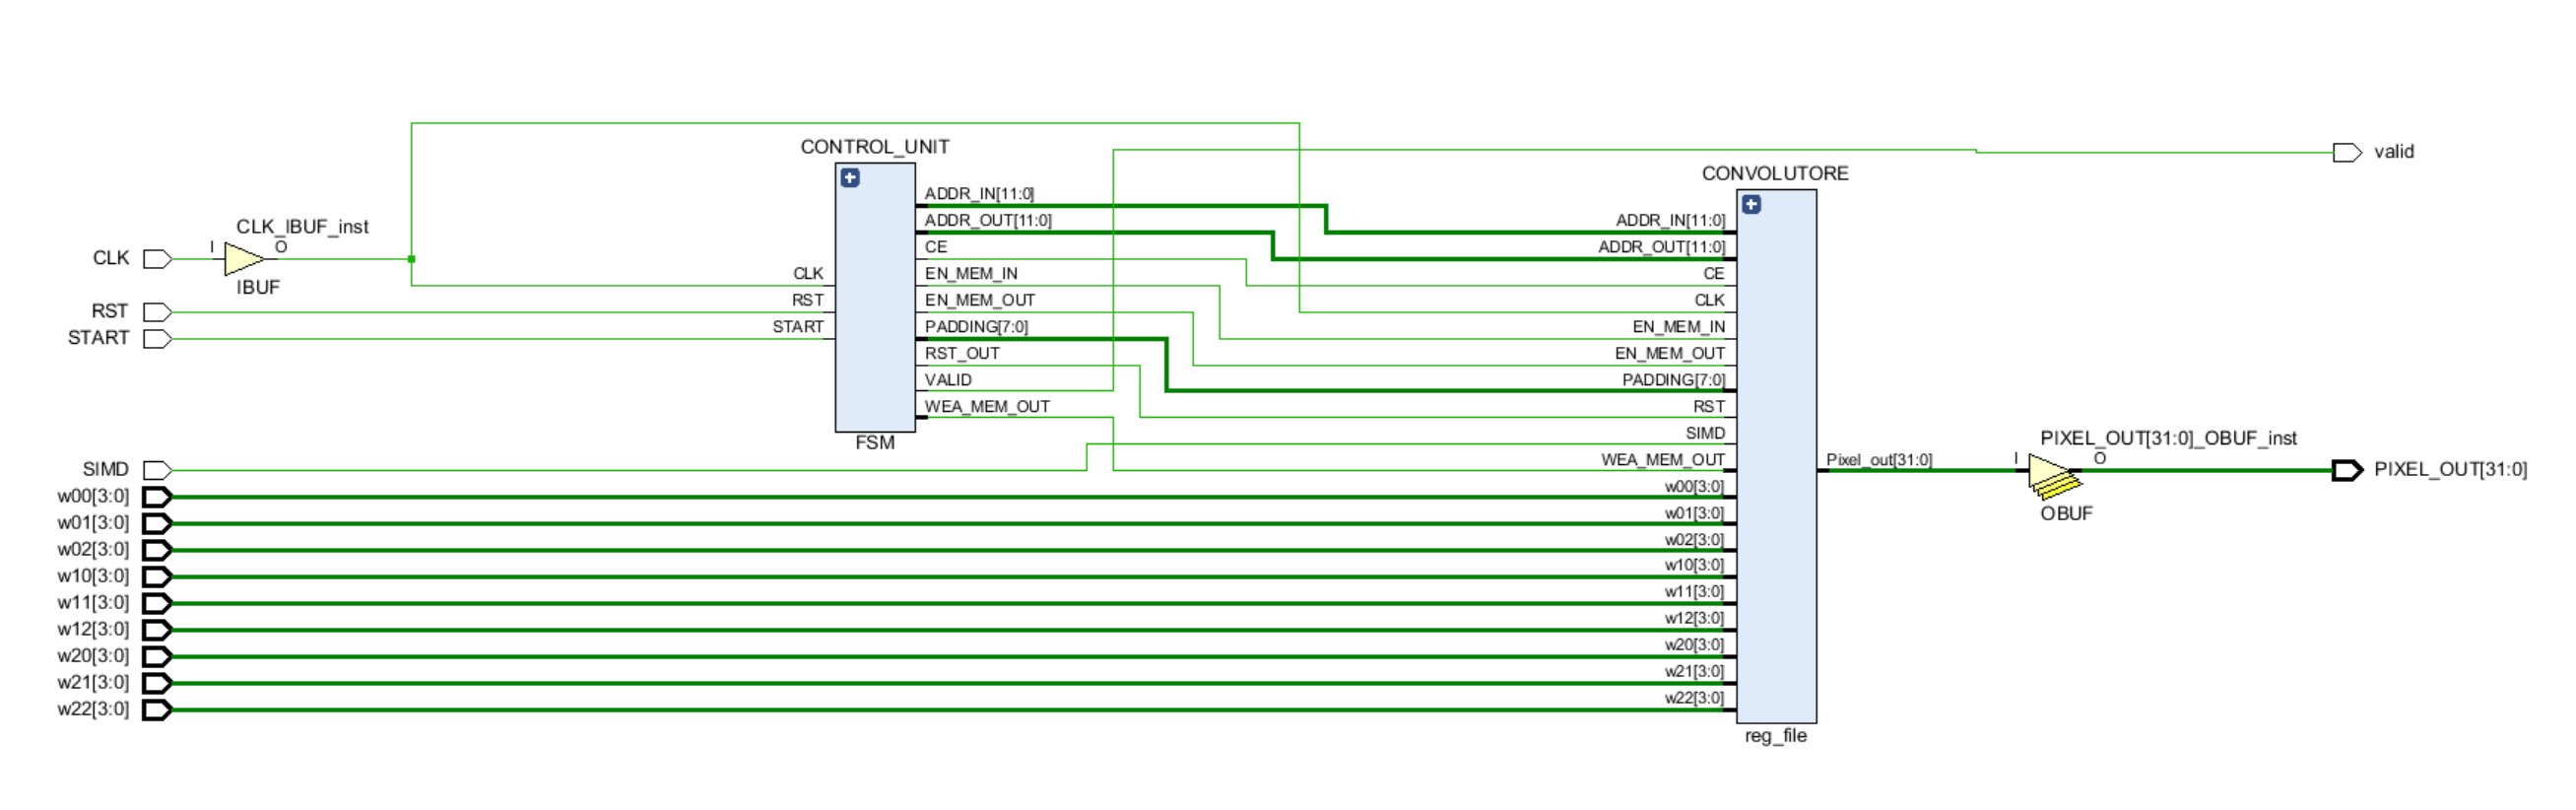 CONTROL_UNIT
valid
CONVOLUTORE
ADDR_IN[11:0]
ADDR_OUT[11:0]
CE
EN_MEM_IN
EN_MEM_OUT
PADDING[7:0]
RST_OUT
VALID
WEA_MEM_OUT
CLK
RST
START
FSM
CLK_IBUF_inst
I
O
CLK
IBUF
RST
START
SIMD
w00[3:0]
w01[3:0]
w02[3:0]
w10[3:0]
w11[3:0]
w12[3:0]
w20[3:0]
w21[3:0]
w22[3:0]
ADDR_IN[11:0]
ADDR_OUT[11:0]
CE
CLK
EN_MEM_IN
EN_MEM_OUT
PADDING[7:0]
RST
SIMD
WEA_MEM_OUT
w00[3:0]
w01[3:0]
w02[3:0]
w10[3:0]
w11[3:0]
w12[3:0]
w20[3:0]
w21[3:0]
w22[3:0]
reg_file
Pixel_out[31:0]
PIXEL_OUT[31:0]_OBUF_inst
I
O
OBUF
PIXEL_OUT[31:0]